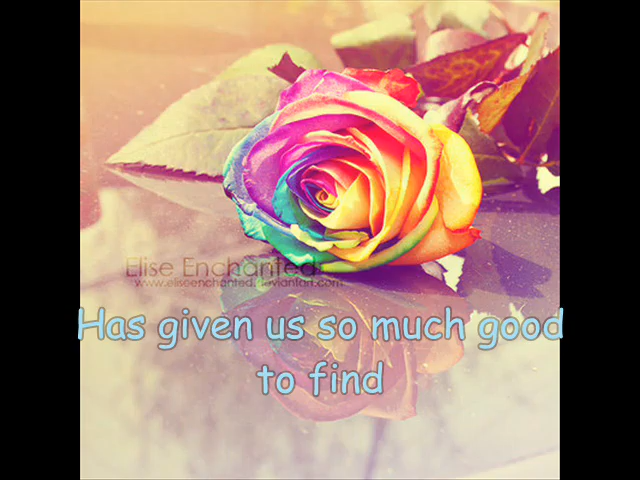 Elise Enchanted
www.eliseenchanted.deviantart.com
Has given us so much good
to find